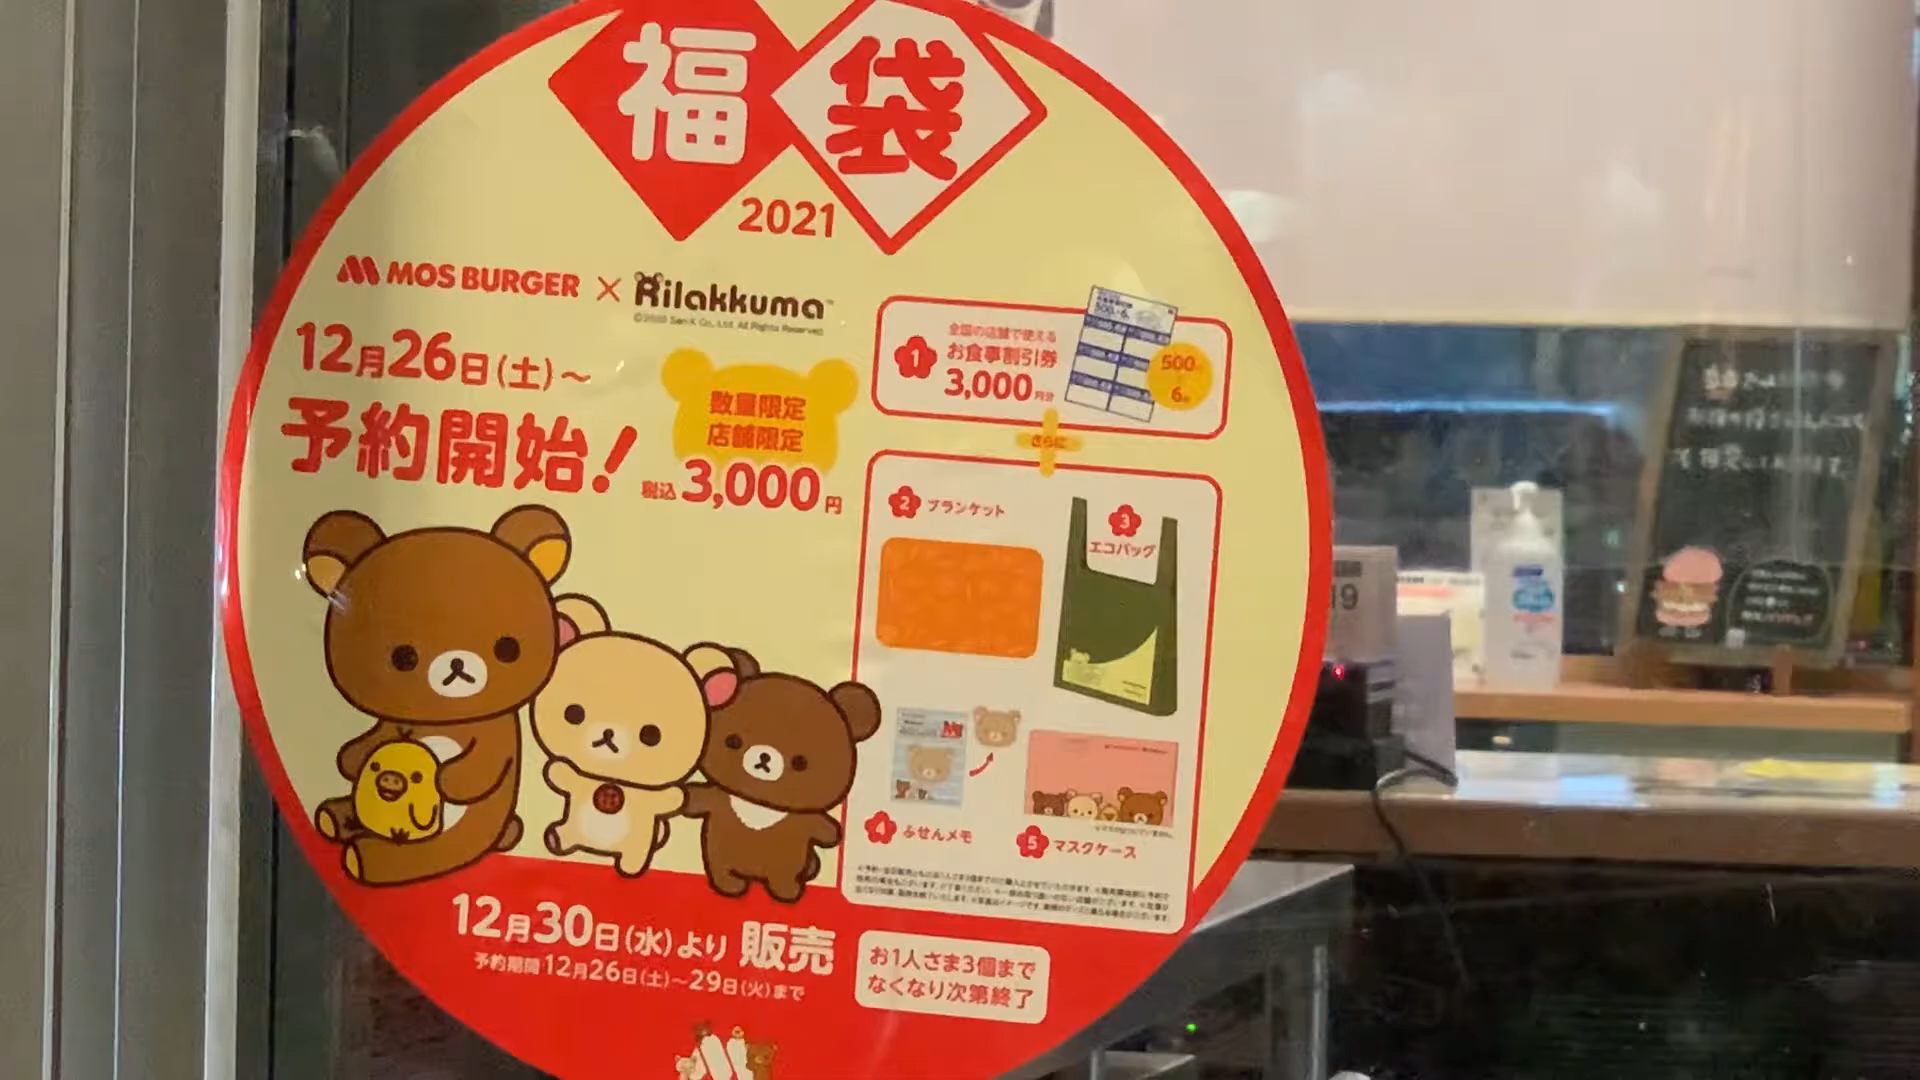 福袋
2021
MOS BURGER × Rilakkuma
12月26日(土)~
予約開始!
数量限定
店舗限定
税込3,000円
1
全国の店舗で使える
お食事割引券
3,000円分
500
6
さらに
2 ブランケット
3
エコバッグ
4 ふせんメモ
5 マスクケース
12月30日(水)より 販売
予約期間12月26日(土)~29日(火)まで
お1人さま3個まで
なくなり次第終了
19